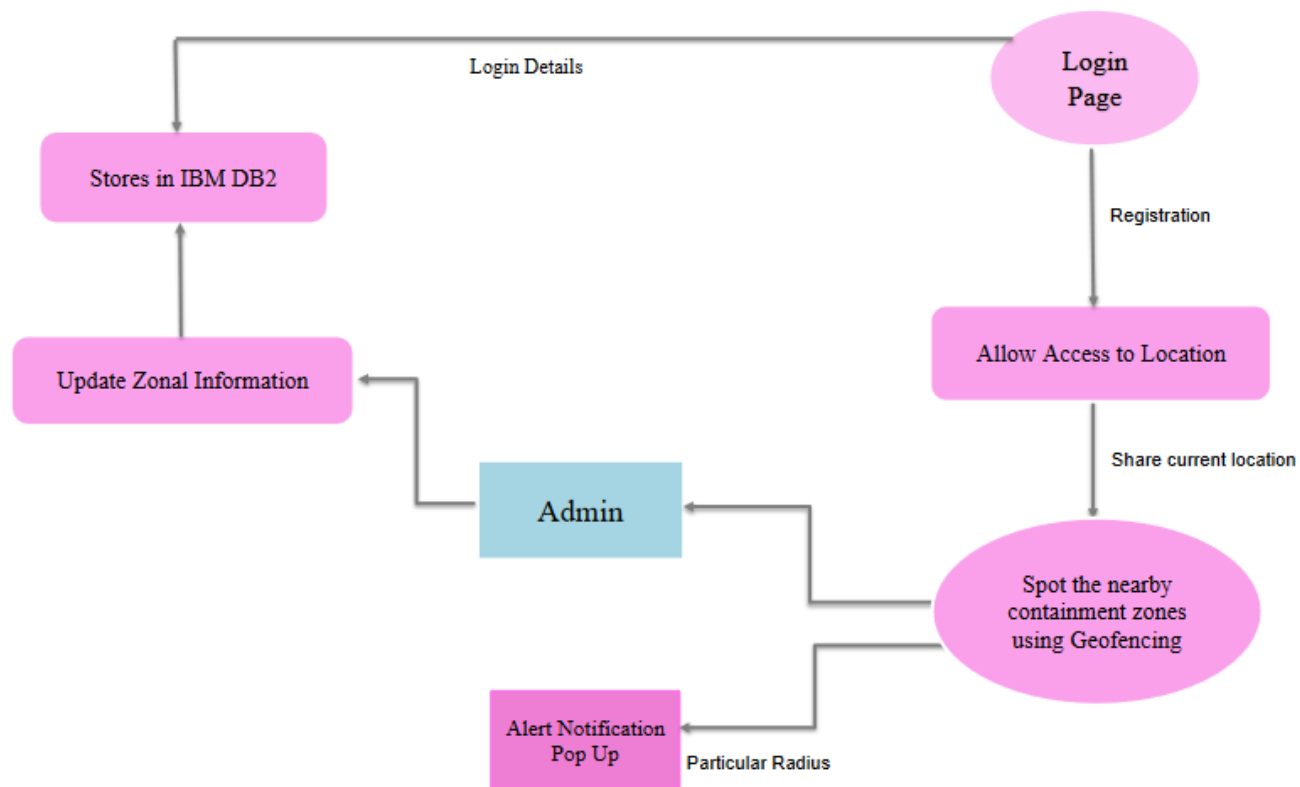 Login
Page
Login Details
Stores in IBM DB2
Registration
Allow Access to Location
Update Zonal Information
Share current location
Admin
Spot the nearby
containment zones
using Geofencing
Alert Notification
Pop Up
Particular Radius